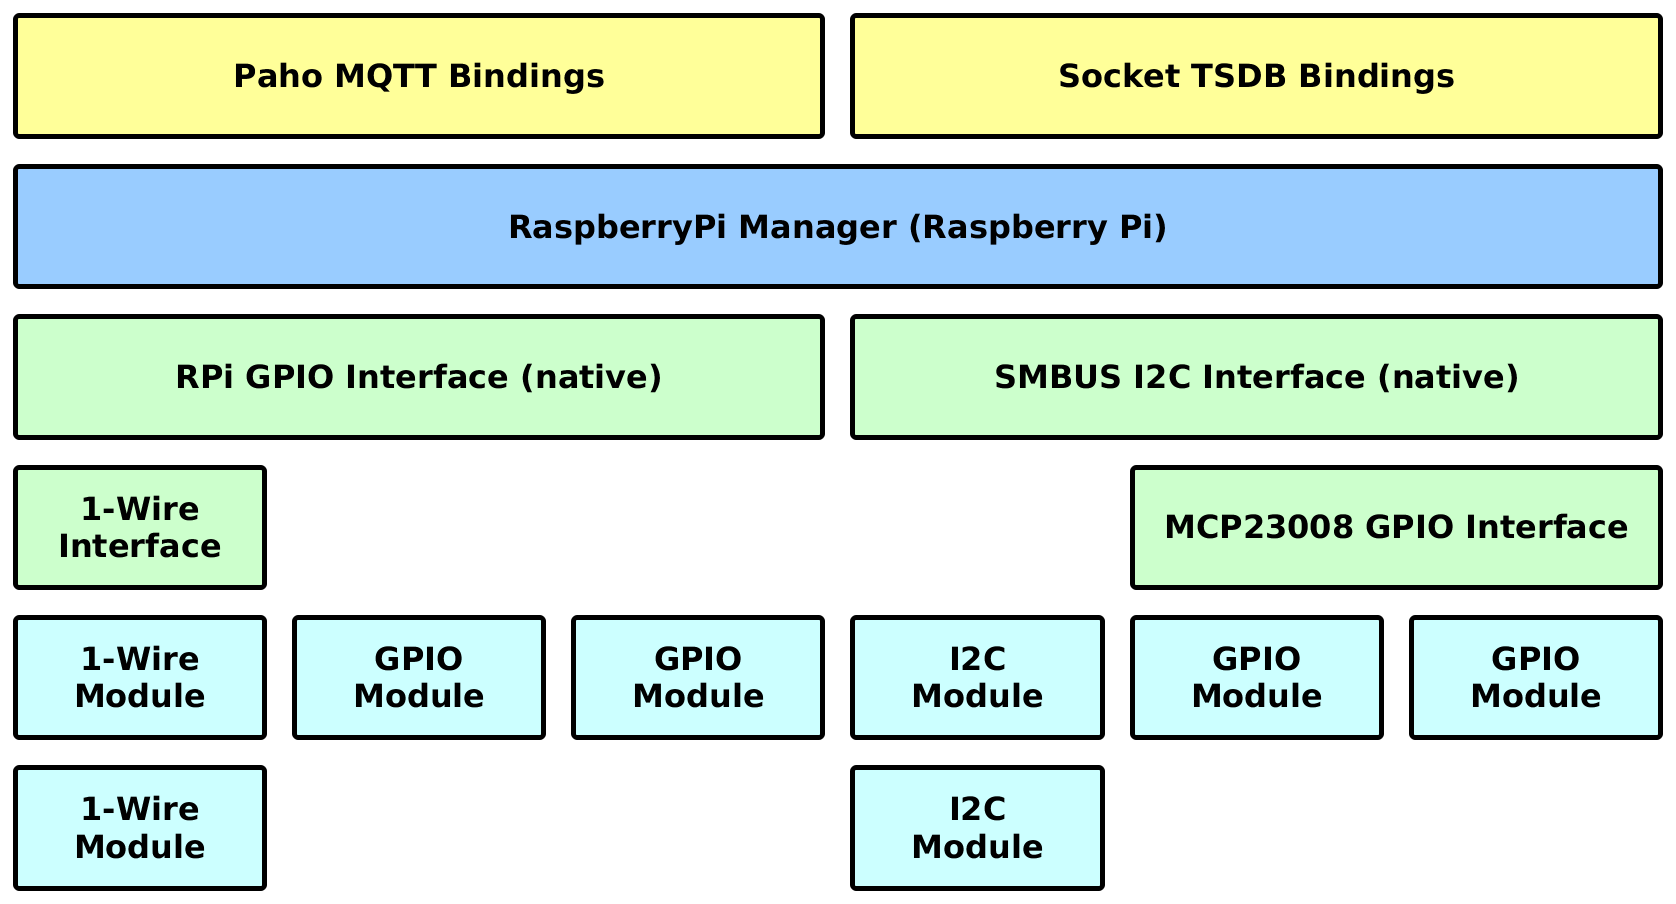 Paho MQTT Bindings
Socket TSDB Bindings
RaspberryPi Manager (Raspberry Pi)
RPi GPIO Interface (native)
SMBUS I2C Interface (native)
1-Wire
Interface
MCP23008 GPIO Interface
1-Wire
Module
GPIO
Module
GPIO
Module
I2C
Module
GPIO
Module
GPIO
Module
1-Wire
Module
I2C
Module